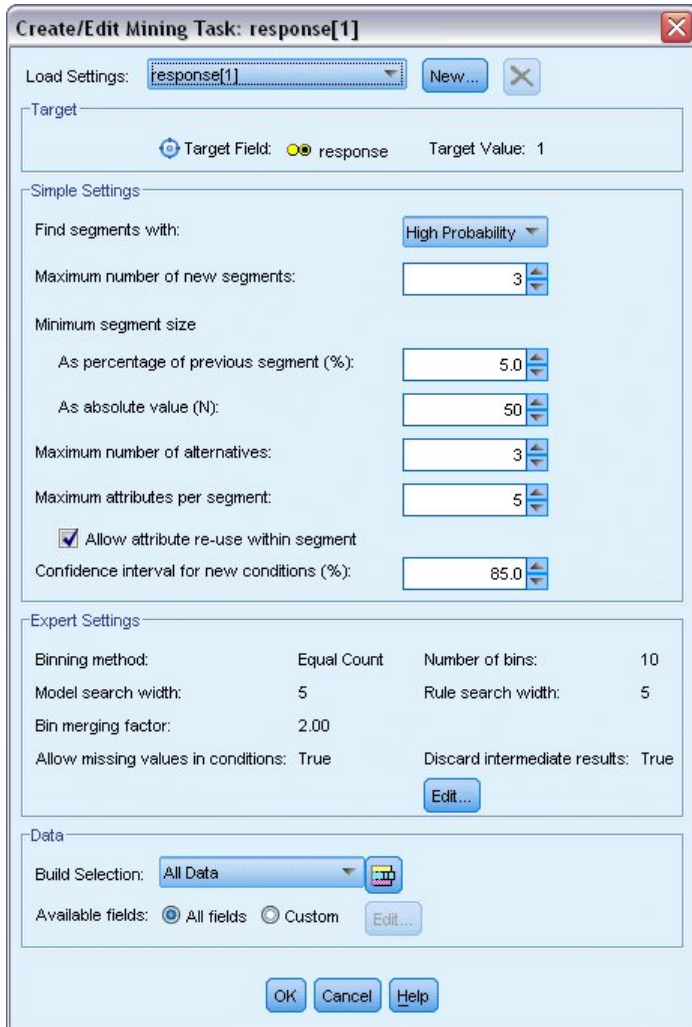 Create/Edit Mining Task: response[1]
Load Settings: response[1] New...
Target
Target Field: response Target Value: 1
Simple Settings
Find segments with: High Probability
Maximum number of new segments: 3
Minimum segment size
As percentage of previous segment (%): 5.0
As absolute value (N): 50
Maximum number of alternatives: 3
Maximum attributes per segment: 5
Allow attribute re-use within segment
Confidence interval for new conditions (%): 85.0
Expert Settings
Binning method: Equal Count Number of bins: 10
Model search width: 5 Rule search width: 5
Bin merging factor: 2.00
Allow missing values in conditions: True Discard intermediate results: True
Edit...
Data
Build Selection: All Data
Available fields: All fields Custom Edit...
OK Cancel Help